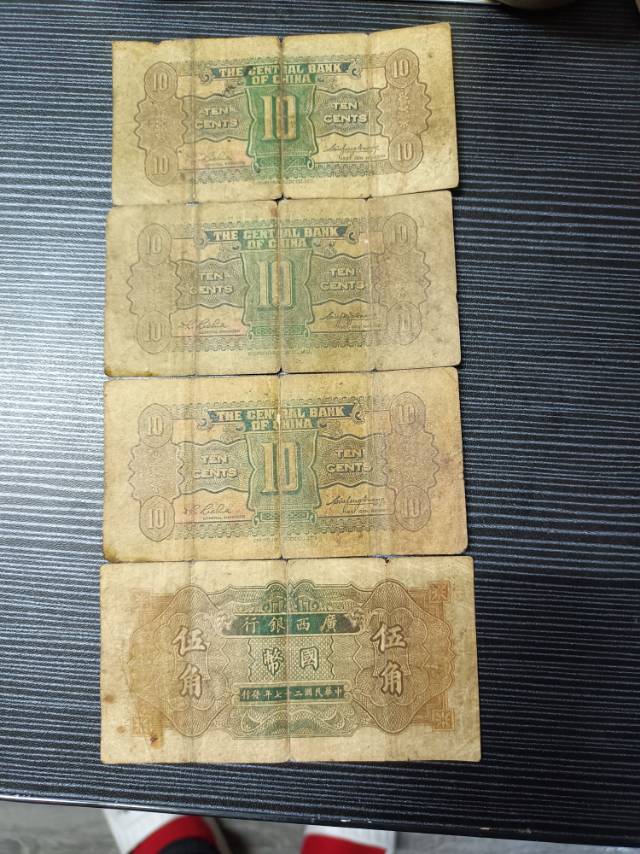 10 THE CENTRAL BANK 10
OF CHINA
TEN 10 TEN
CENTS CENTS
10 10
10 THE CENTRAL BANK 10
OF CHINA
TEN 10 TEN
CENTS CENTS
10 10
10 THE CENTRAL BANK 10
OF CHINA
TEN 10 TEN
CENTS CENTS
10 10
廣西銀行
伍角 國幣 伍角
中華民國二十七年發行